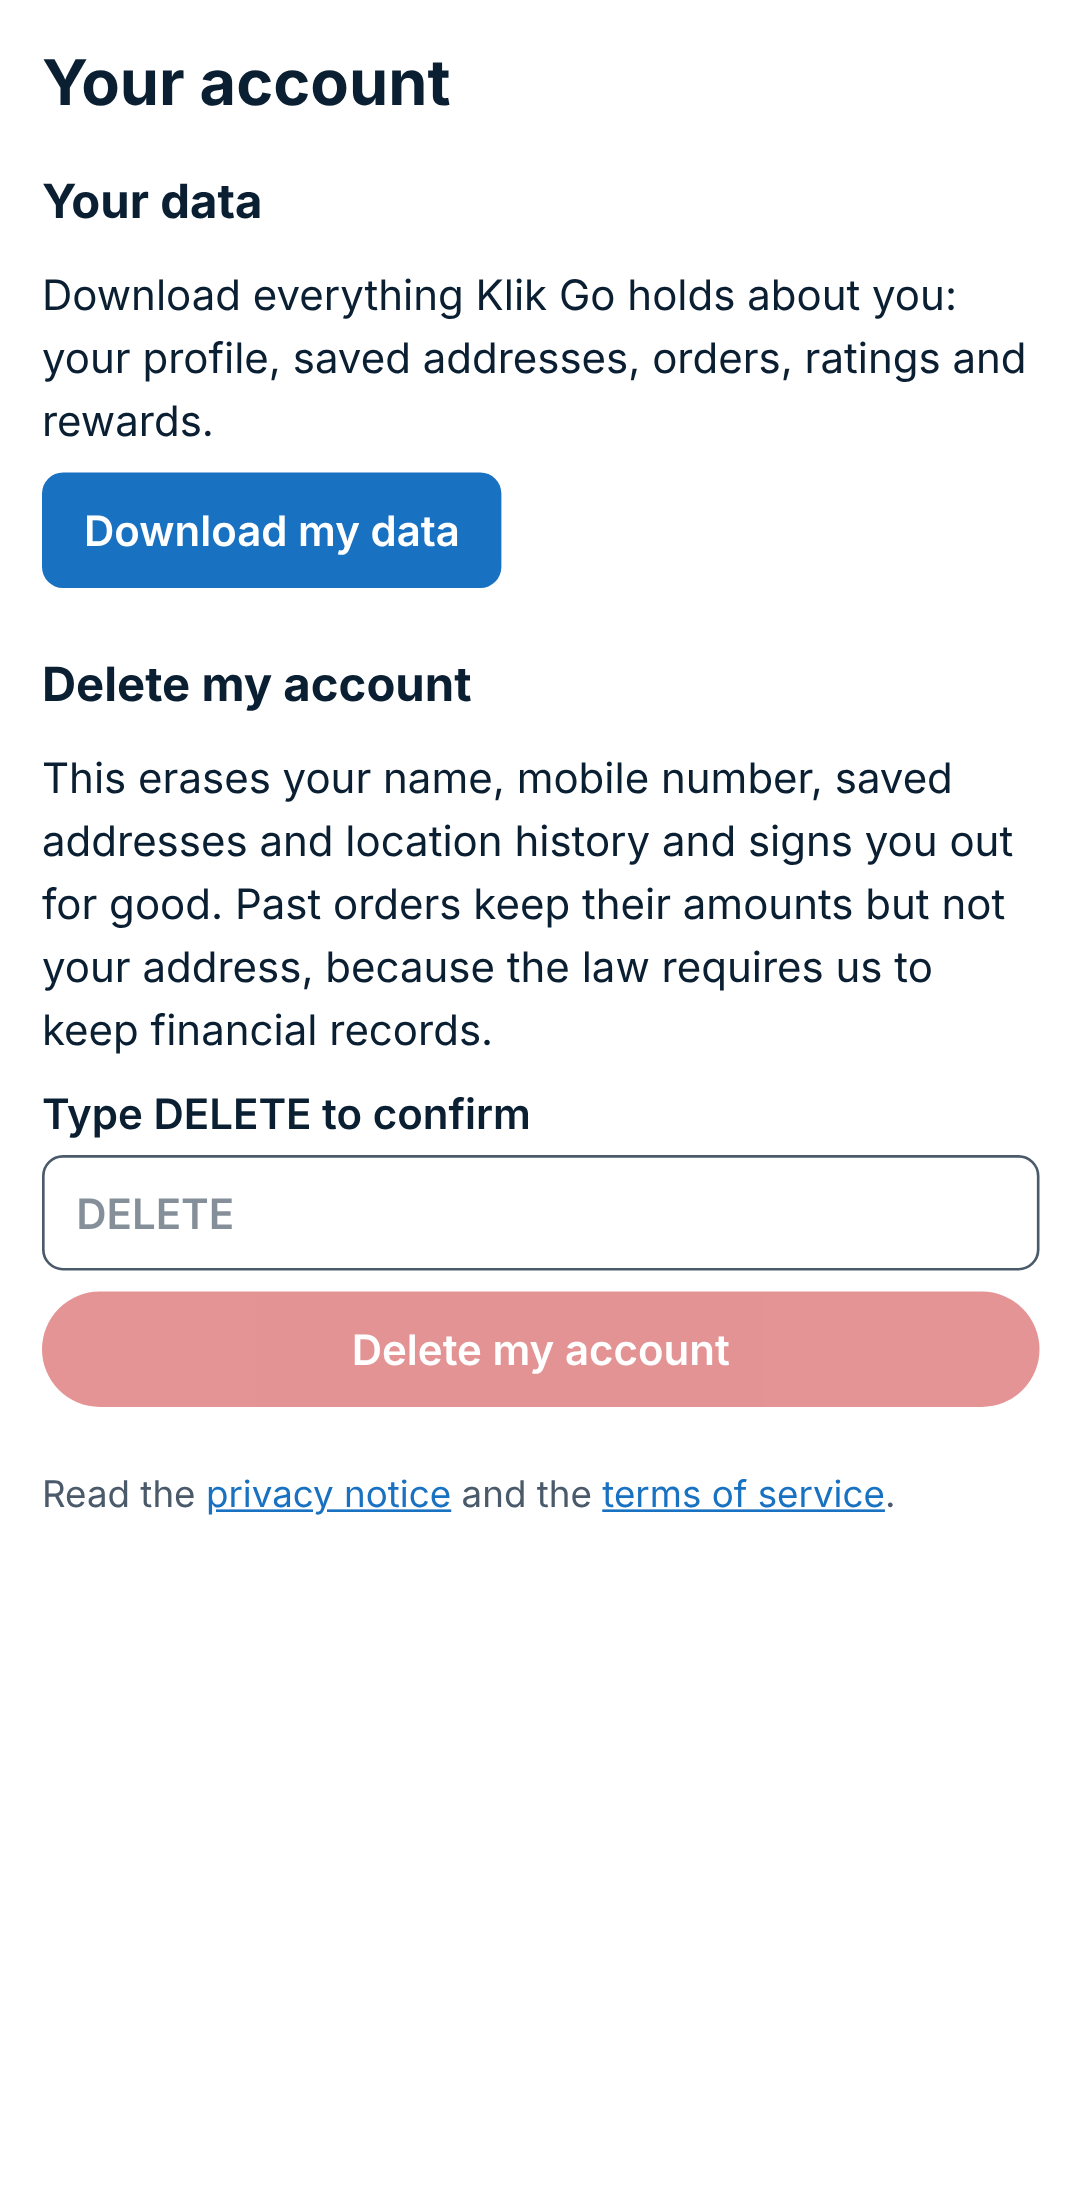 Your account
Your data
Download everything Klik Go holds about you:
your profile, saved addresses, orders, ratings and
rewards.
Download my data
Delete my account
This erases your name, mobile number, saved
addresses and location history and signs you out
for good. Past orders keep their amounts but not
your address, because the law requires us to
keep financial records.
Type DELETE to confirm
DELETE
Delete my account
Read the privacy notice and the terms of service.